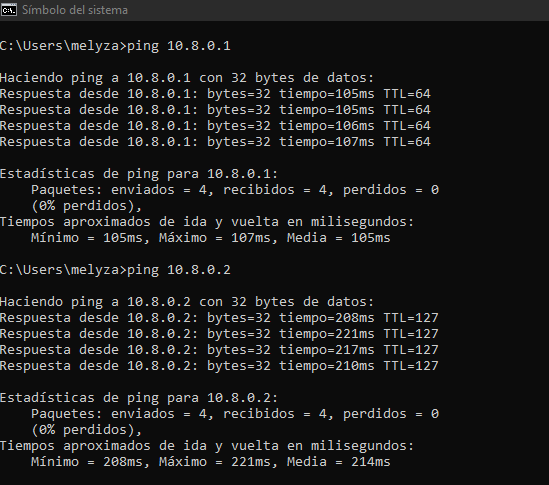 Símbolo del sistema
C:\Users\melyza>ping 10.8.0.1
Haciendo ping a 10.8.0.1 con 32 bytes de datos:
Respuesta desde 10.8.0.1: bytes=32 tiempo=105ms TTL=64
Respuesta desde 10.8.0.1: bytes=32 tiempo=105ms TTL=64
Respuesta desde 10.8.0.1: bytes=32 tiempo=106ms TTL=64
Respuesta desde 10.8.0.1: bytes=32 tiempo=107ms TTL=64
Estadísticas de ping para 10.8.0.1:
    Paquetes: enviados = 4, recibidos = 4, perdidos = 0
    (0% perdidos),
Tiempos aproximados de ida y vuelta en milisegundos:
    Mínimo = 105ms, Máximo = 107ms, Media = 105ms
C:\Users\melyza>ping 10.8.0.2
Haciendo ping a 10.8.0.2 con 32 bytes de datos:
Respuesta desde 10.8.0.2: bytes=32 tiempo=208ms TTL=127
Respuesta desde 10.8.0.2: bytes=32 tiempo=221ms TTL=127
Respuesta desde 10.8.0.2: bytes=32 tiempo=217ms TTL=127
Respuesta desde 10.8.0.2: bytes=32 tiempo=210ms TTL=127
Estadísticas de ping para 10.8.0.2:
    Paquetes: enviados = 4, recibidos = 4, perdidos = 0
    (0% perdidos),
Tiempos aproximados de ida y vuelta en milisegundos:
    Mínimo = 208ms, Máximo = 221ms, Media = 214ms